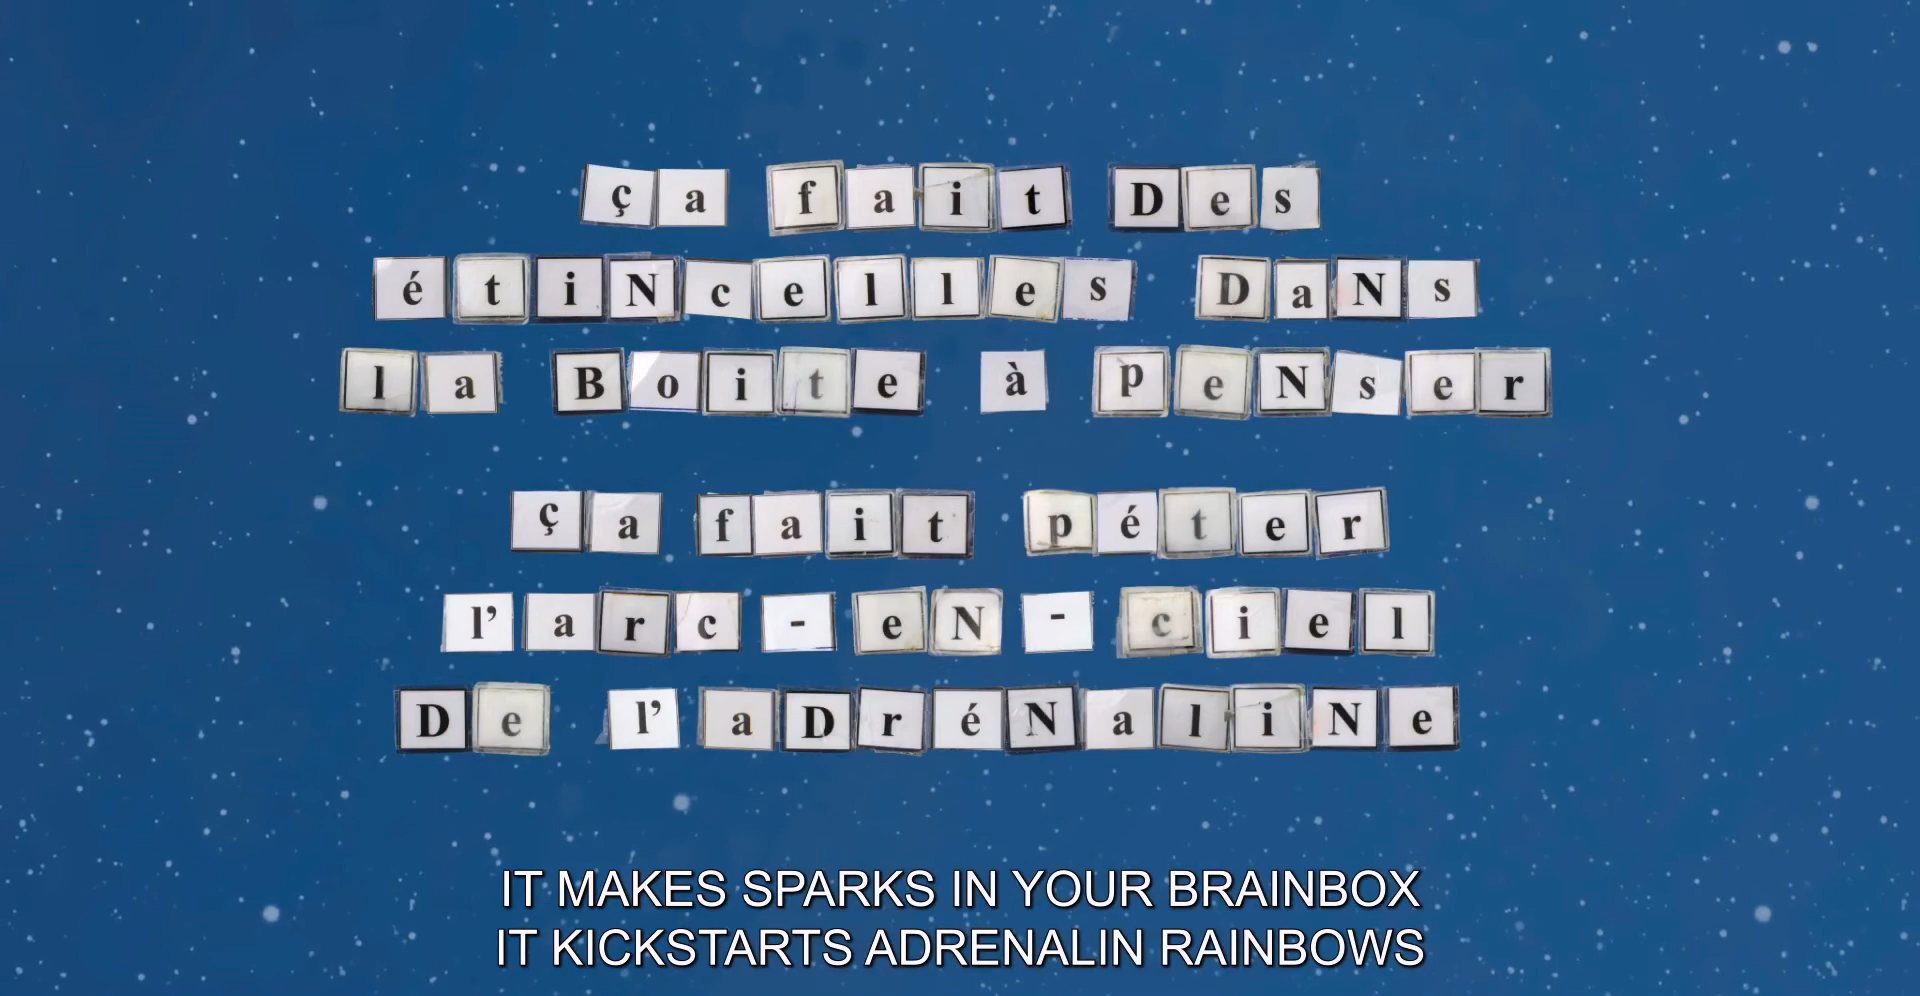 ça fait Des
étiNcelles DaNs
la Boite à peNser
ça fait péter
l'arc-eN-ciel
De l'aDréNaliNe
IT MAKES SPARKS IN YOUR BRAINBOX
IT KICKSTARTS ADRENALIN RAINBOWS